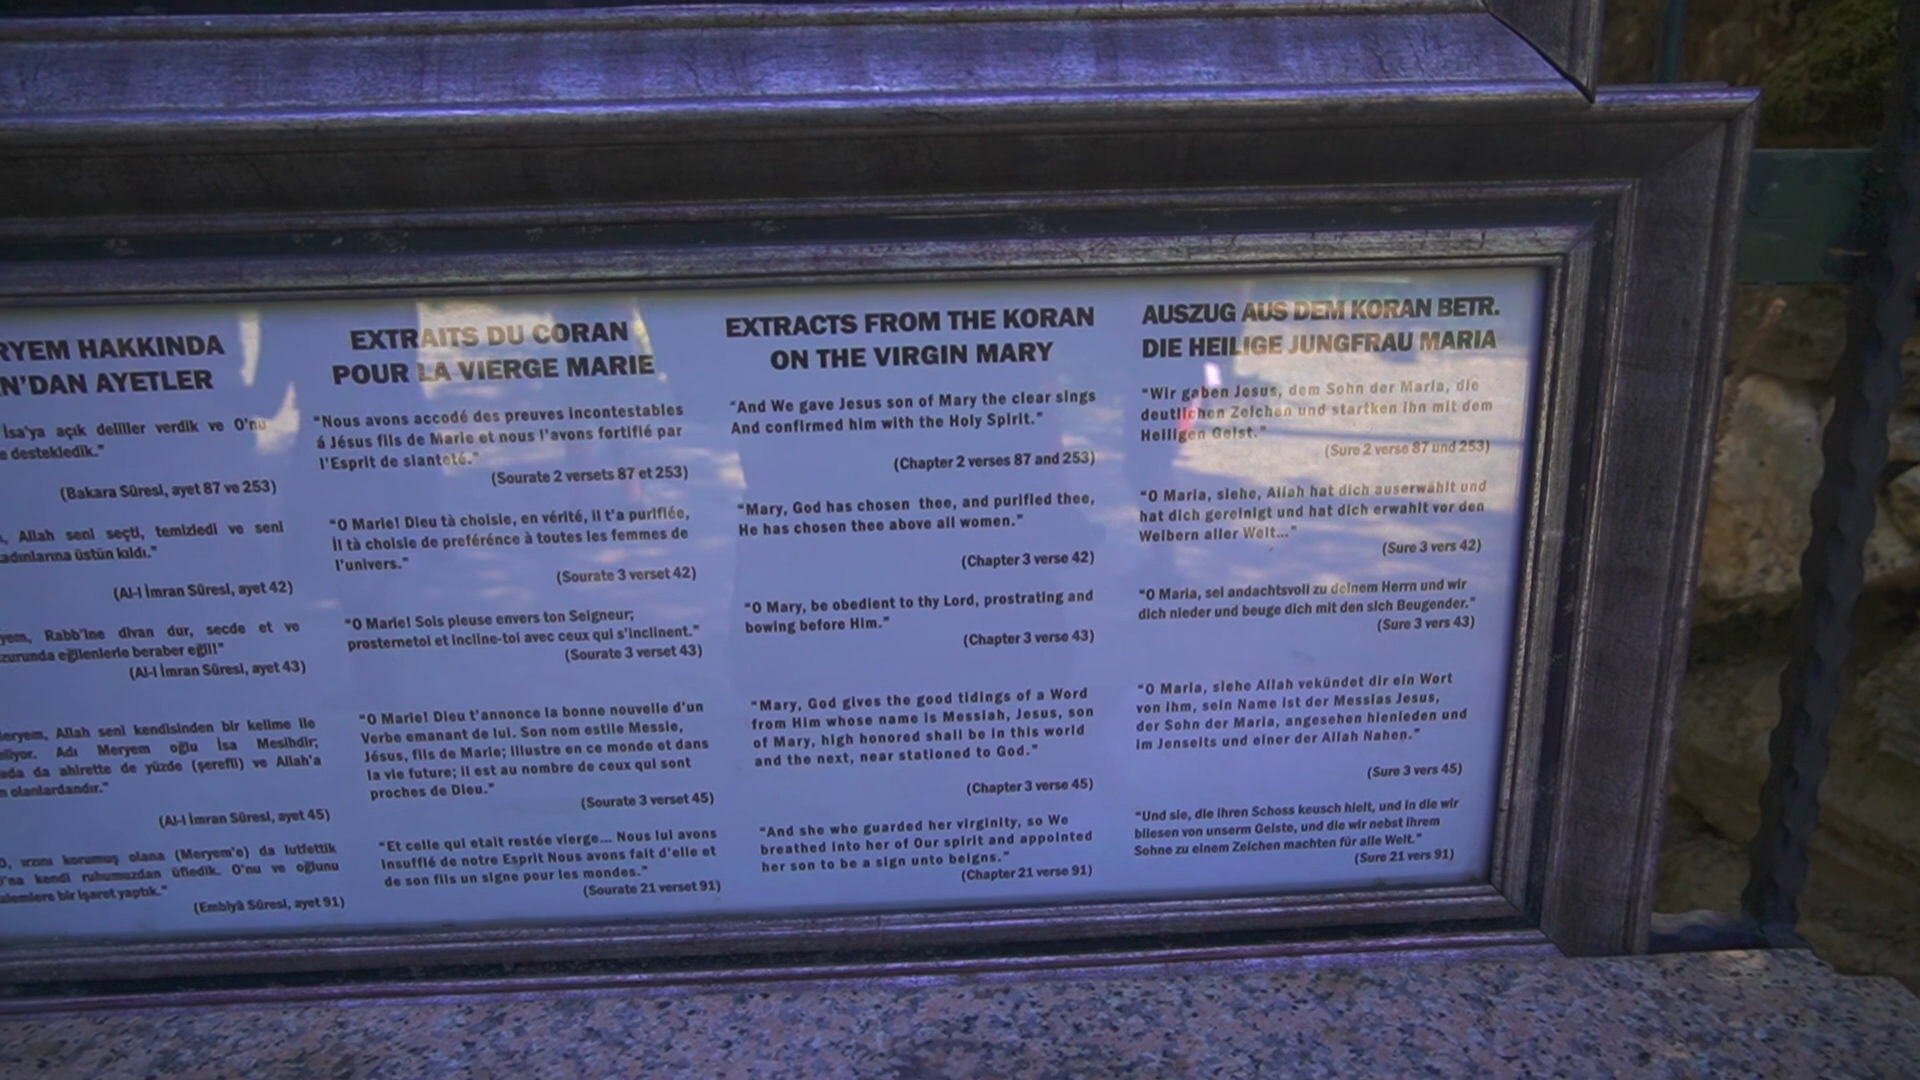 RYEM HAKKINDA
N'DAN AYETLER
İsa'ya açık deliller verdik ve O'nu
e destekledik."
(Bakara Sûresi, ayet 87 ve 253)
Allah seni seçti, temizledi ve seni
adınlarına üstün kıldı."
(Al-i İmran Sûresi, ayet 42)
yem, Rabb'ine divan dur, secde et ve
zurunda eğilenlerle beraber eğil!"
(Al-i İmran Sûresi, ayet 43)
eryem, Allah seni kendisinden bir kelime ile
liyor. Adı Meryem oğlu İsa Mesihdir;
ada da ahirette de yüzde (şerefli) ve Allah'a
n olanlardandır."
(Al-i İmran Sûresi, ayet 45)
O, ırzını korumuş olana (Meryem'e) da lutfettik
'na kendi ruhumuzdan üfledik. O'nu ve oğlunu
alemlere bir işaret yaptık."
(Embiyâ Sûresi, ayet 91)
EXTRAITS DU CORAN
POUR LA VIERGE MARIE
"Nous avons accodé des preuves incontestables
á Jésus fils de Marie et nous l'avons fortifié par
l'Esprit de sianteté."
(Sourate 2 versets 87 et 253)
"O Marie! Dieu tà choisie, en vérité, il t'a purifiée,
il tà choisie de preférénce à toutes les femmes de
l'univers."
(Sourate 3 verset 42)
"O Marie! Sois pieuse envers ton Seigneur;
prosternetoi et incline-toi avec ceux qui s'inclinent."
(Sourate 3 verset 43)
"O Marie! Dieu t'annonce la bonne nouvelle d'un
Verbe emanant de lui. Son nom estile Messie,
Jésus, fils de Marie; illustre en ce monde et dans
la vie future; il est au nombre de ceux qui sont
proches de Dieu."
(Sourate 3 verset 45)
"Et celle qui etait restée vierge... Nous lui avons
insufflé de notre Esprit Nous avons fait d'elle et
de son fils un signe pour les mondes."
(Sourate 21 verset 91)
EXTRACTS FROM THE KORAN
ON THE VIRGIN MARY
"And We gave Jesus son of Mary the clear sings
And confirmed him with the Holy Spirit."
(Chapter 2 verses 87 and 253)
"Mary, God has chosen thee, and purified thee,
He has chosen thee above all women."
(Chapter 3 verse 42)
"O Mary, be obedient to thy Lord, prostrating and
bowing before Him."
(Chapter 3 verse 43)
"Mary, God gives the good tidings of a Word
from Him whose name is Messiah, Jesus, son
of Mary, high honored shall be in this world
and the next, near stationed to God."
(Chapter 3 verse 45)
"And she who guarded her virginity, so We
breathed into her of Our spirit and appointed
her son to be a sign unto beigns."
(Chapter 21 verse 91)
AUSZUG AUS DEM KORAN BETR.
DIE HEILIGE JUNGFRAU MARIA
"Wir gaben Jesus, dem Sohn der Maria, die
deutlichen Zeichen und startken ihn mit dem
Heiligen Geist."
(Sure 2 verse 87 und 253)
"O Maria, siehe, Allah hat dich auserwählt und
hat dich gereinigt und hat dich erwahlt vor den
Weibern aller Welt..."
(Sure 3 vers 42)
"O Maria, sei andachtsvoll zu deinem Herrn und wir
dich nieder und beuge dich mit den sich Beugender."
(Sure 3 vers 43)
"O Maria, siehe Allah vekündet dir ein Wort
von ihm, sein Name ist der Messias Jesus,
der Sohn der Maria, angesehen hienieden und
im Jenseits und einer der Allah Nahen."
(Sure 3 vers 45)
"Und sie, die ihren Schoss keusch hielt, und in die wir
bliesen von unserm Geiste, und die wir nebst ihrem
Sohne zu einem Zeichen machten für alle Welt."
(Sure 21 vers 91)